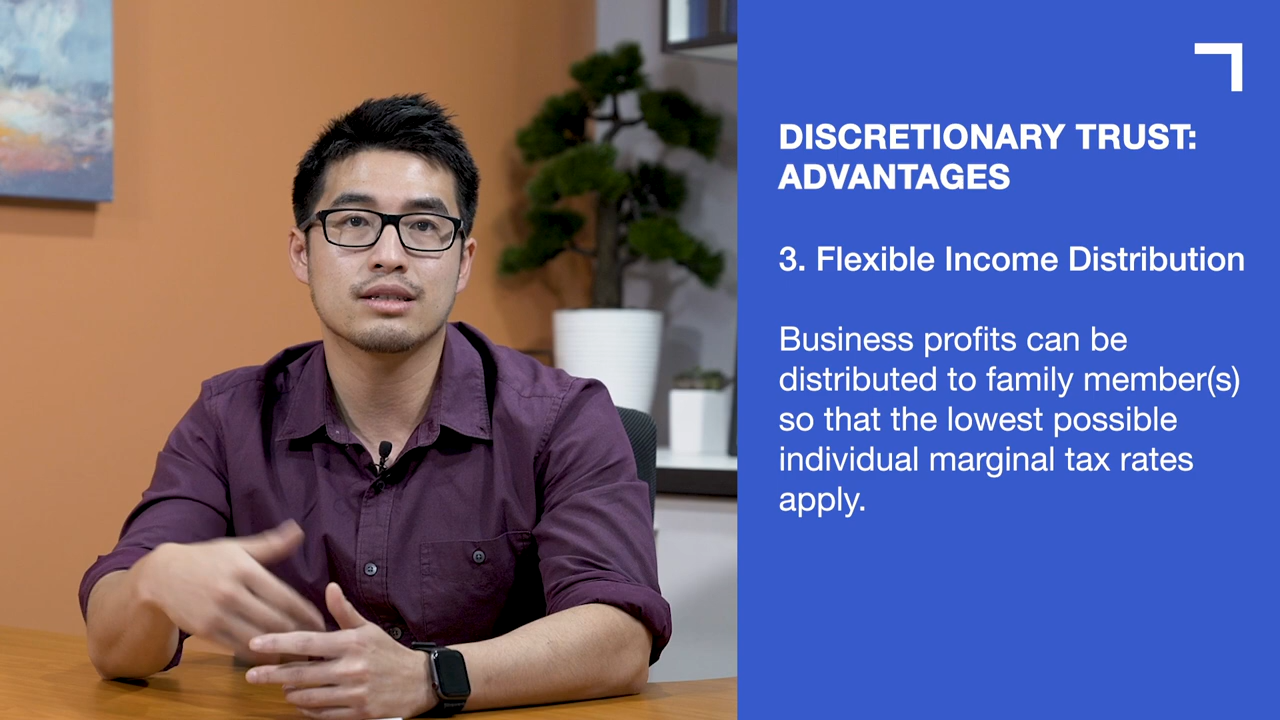 DISCRETIONARY TRUST:
ADVANTAGES
3. Flexible Income Distribution
Business profits can be
distributed to family member(s)
so that the lowest possible
individual marginal tax rates
apply.